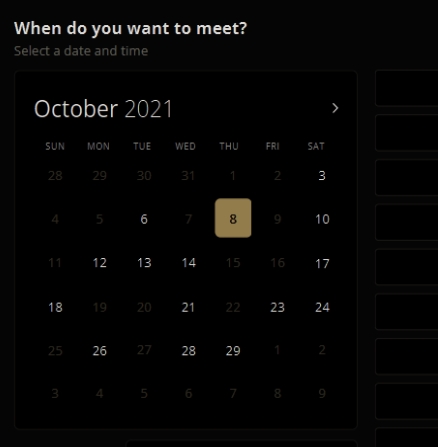 When do you want to meet?
Select a date and time
October 2021
SUN MON TUE WED THU FRI SAT
28 29 30 31 1 2 3
4 5 6 7 8 9 10
11 12 13 14 15 16 17
18 19 20 21 22 23 24
25 26 27 28 29 1 2
3 4 5 6 7 8 9